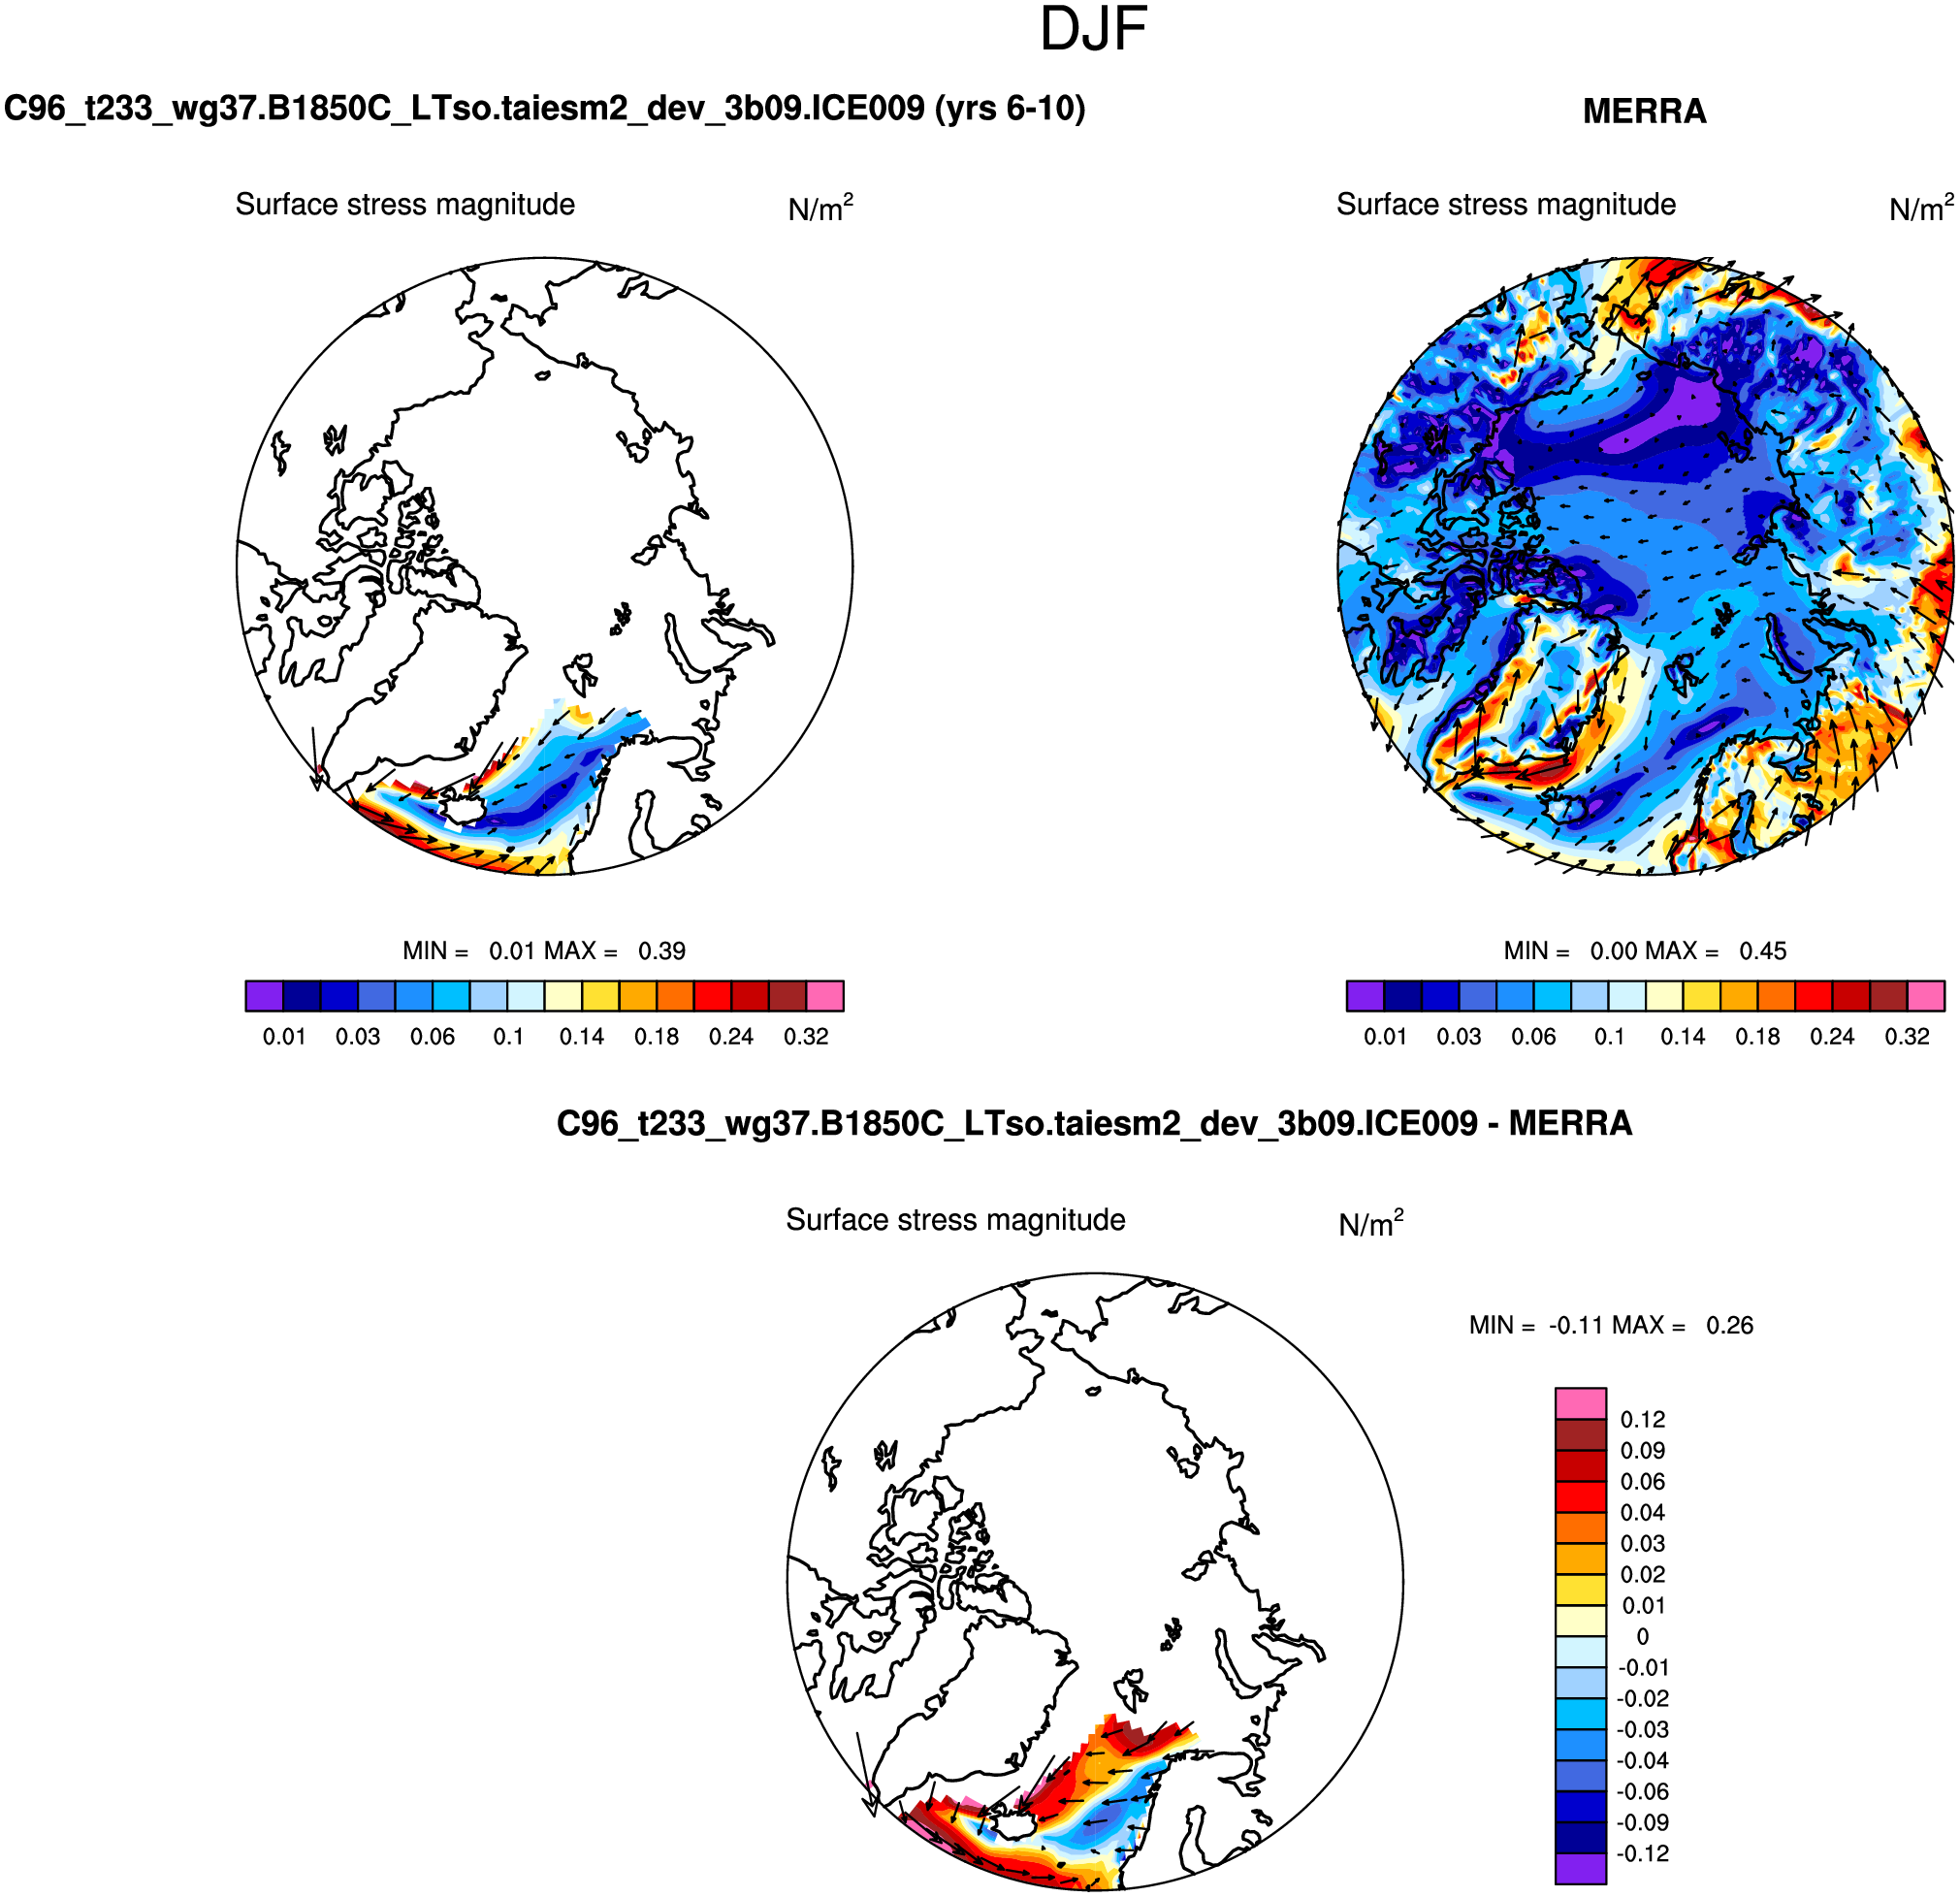 DJF
C96_t233_wg37.B1850C_LTso.taiesm2_dev_3b09.ICE009 (yrs 6-10)
MERRA
Surface stress magnitude N/m²
Surface stress magnitude N/m²
MIN = 0.01 MAX = 0.39
0.01 0.03 0.06 0.1 0.14 0.18 0.24 0.32
MIN = 0.00 MAX = 0.45
0.01 0.03 0.06 0.1 0.14 0.18 0.24 0.32
C96_t233_wg37.B1850C_LTso.taiesm2_dev_3b09.ICE009 - MERRA
Surface stress magnitude N/m²
MIN = -0.11 MAX = 0.26
0.12
0.09
0.06
0.04
0.03
0.02
0.01
0
-0.01
-0.02
-0.03
-0.04
-0.06
-0.09
-0.12